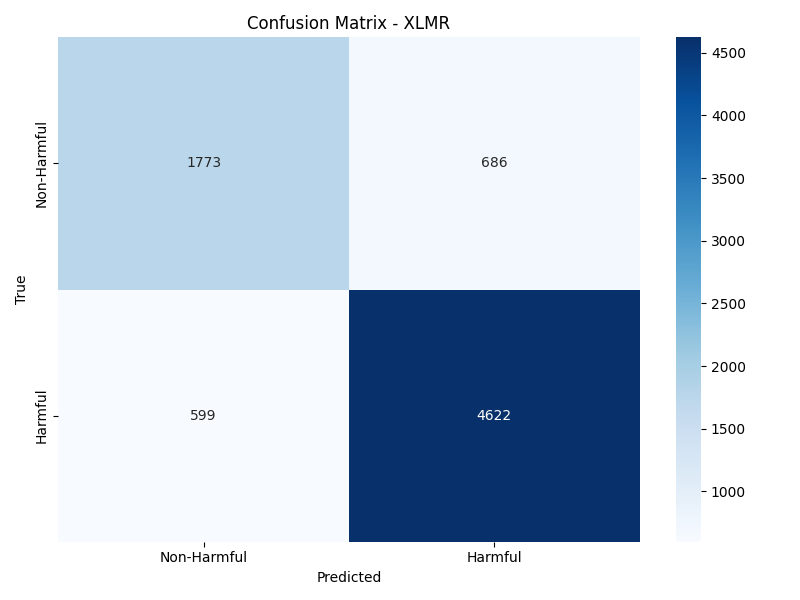 Confusion Matrix - XLMR
True
Non-Harmful
1773
686
Harmful
599
4622
Non-Harmful
Harmful
Predicted
4500
4000
3500
3000
2500
2000
1500
1000